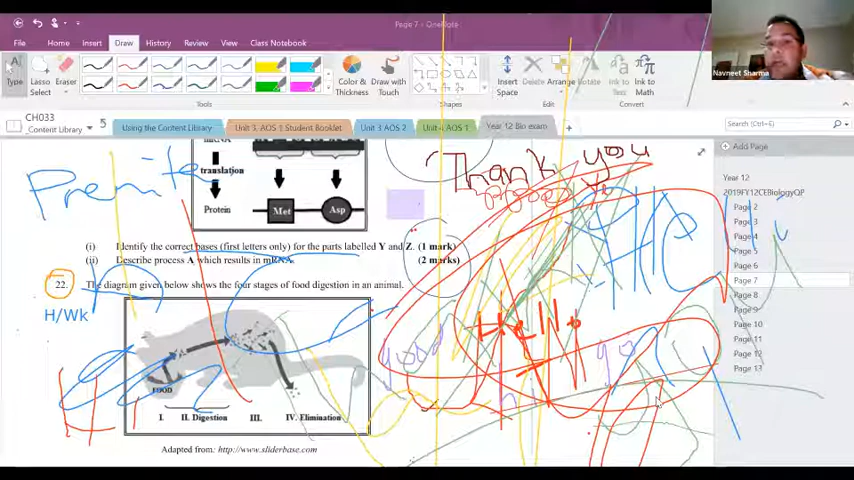 Page 7 - OneNote
File Home Insert Draw History Review View Help Class Notebook
Type Lasso Select Eraser Color & Thickness Draw with Touch Insert Space Delete Arrange Rotate Ink to Shape Ink to Math
Tools Shapes Edit Convert
Navneet Sharma
CH033
_Content Library
Using the Content Library Unit 3, AOS 1 Student Booklet Unit 3 AOS 2 Unit 4 AOS 1 Year 12 Bio exam
Search (Ctrl+E)
Add Page
Year 12
2019FY12CEBiologyQP
Page 2
Page 3
Page 4
Page 5
Page 6
Page 7
Page 8
Page 9
Page 10
Page 11
Page 12
Page 13
mRNA
translation
Protein Met Asp
Thank you
(i) Identify the correct bases (first letters only) for the parts labelled Y and Z. (1 mark)
(ii) Describe process A which results in mRNA. (2 marks)
22. The diagram given below shows the four stages of food digestion in an animal.
H/Wk
Hello
good
hi
FOOD
I. II. Digestion III. IV. Elimination
Adapted from: http://www.sliderbase.com